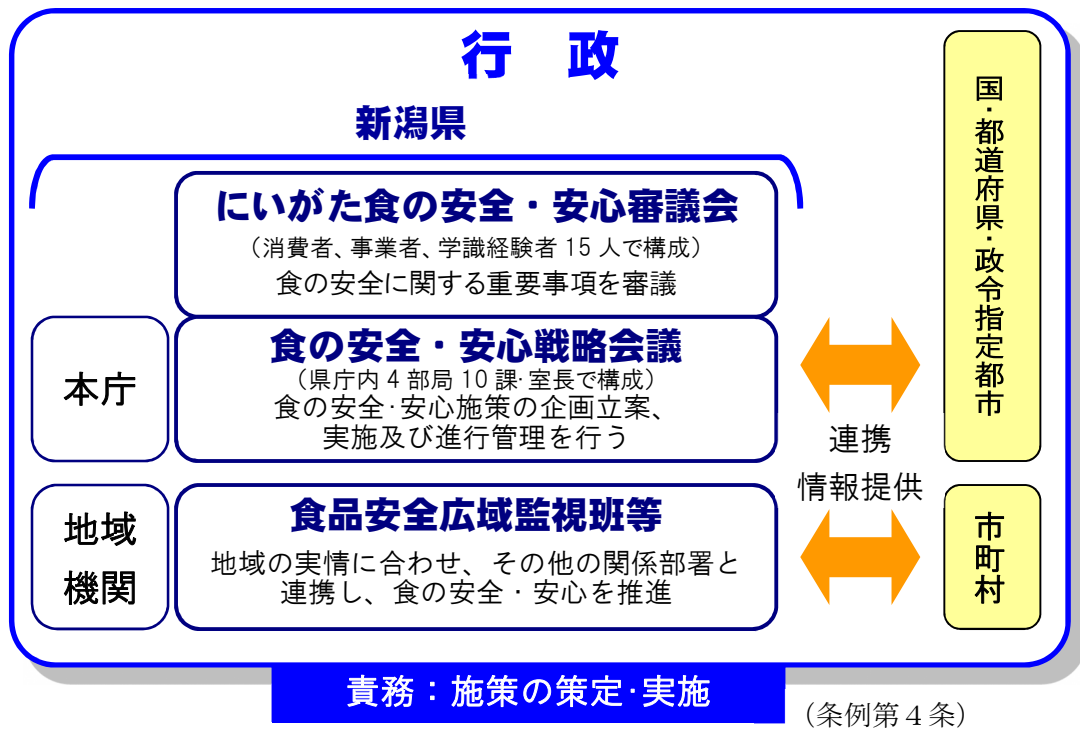 行　政
新潟県
にいがた食の安全・安心審議会
（消費者、事業者、学識経験者 15 人で構成）
食の安全に関する重要事項を審議
本庁
食の安全・安心戦略会議
（県庁内 4 部局 10 課･室長で構成）
食の安全･安心施策の企画立案、
実施及び進行管理を行う
地域
機関
食品安全広域監視班等
地域の実情に合わせ、その他の関係部署と
連携し、食の安全・安心を推進
連携
情報提供
国･都道府県･政令指定都市
市町村
責務：施策の策定･実施
（条例第４条）